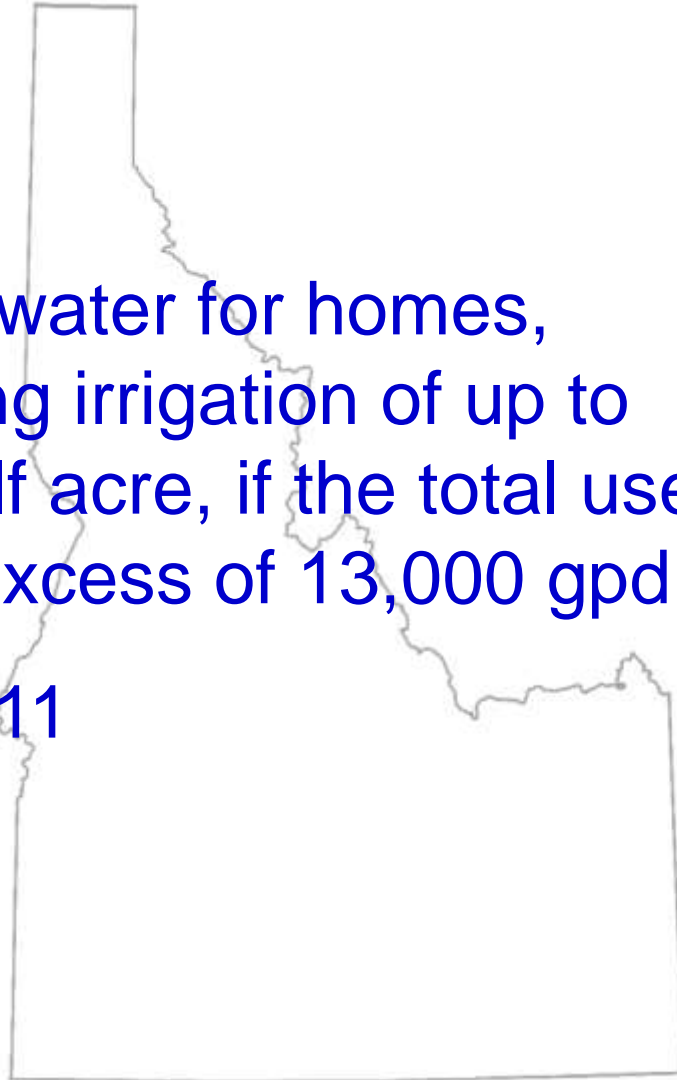 water for homes,
ng irrigation of up to
lf acre, if the total use
xcess of 13,000 gpd
11